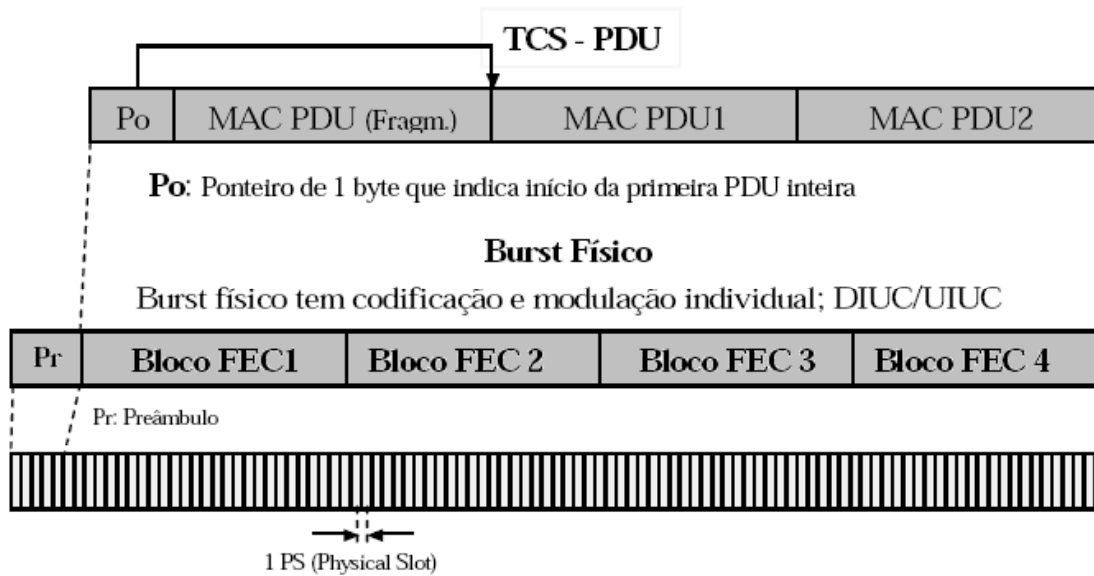 TCS - PDU
Po MAC PDU (Fragm.) MAC PDU1 MAC PDU2
Po: Ponteiro de 1 byte que indica início da primeira PDU inteira
Burst Físico
Burst físico tem codificação e modulação individual; DIUC/UIUC
Pr Bloco FEC1 Bloco FEC 2 Bloco FEC 3 Bloco FEC 4
Pr: Preâmbulo
1 PS (Physical Slot)